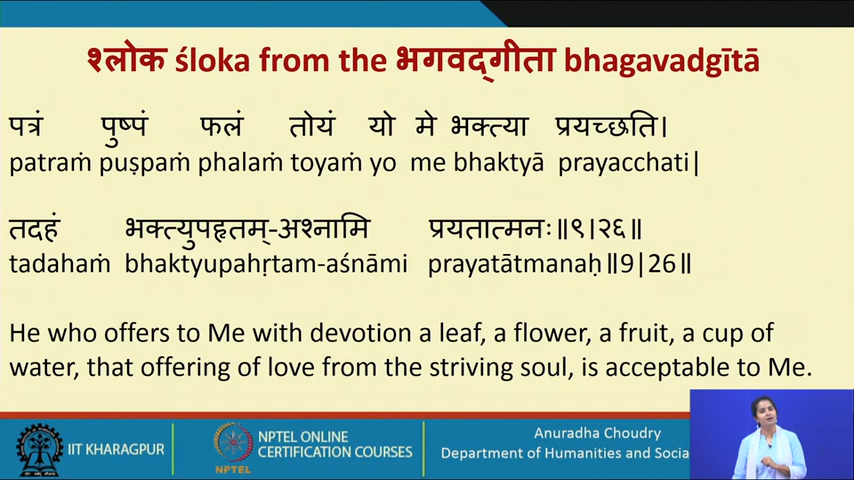 श्लोक śloka from the भगवद्गीता bhagavadgītā
पत्रं पुष्पं फलं तोयं यो मे भक्त्या प्रयच्छति।
patraṁ puṣpaṁ phalaṁ toyaṁ yo me bhaktyā prayacchati|
तदहं भक्त्युपहृतम्-अश्नामि प्रयतात्मनः॥९।२६॥
tadahaṁ bhaktyupahṛtam-aśnāmi prayatātmanaḥ॥9|26॥
He who offers to Me with devotion a leaf, a flower, a fruit, a cup of
water, that offering of love from the striving soul, is acceptable to Me.
IIT KHARAGPUR
NPTEL
NPTEL ONLINE
CERTIFICATION COURSES
Anuradha Choudry
Department of Humanities and Socia